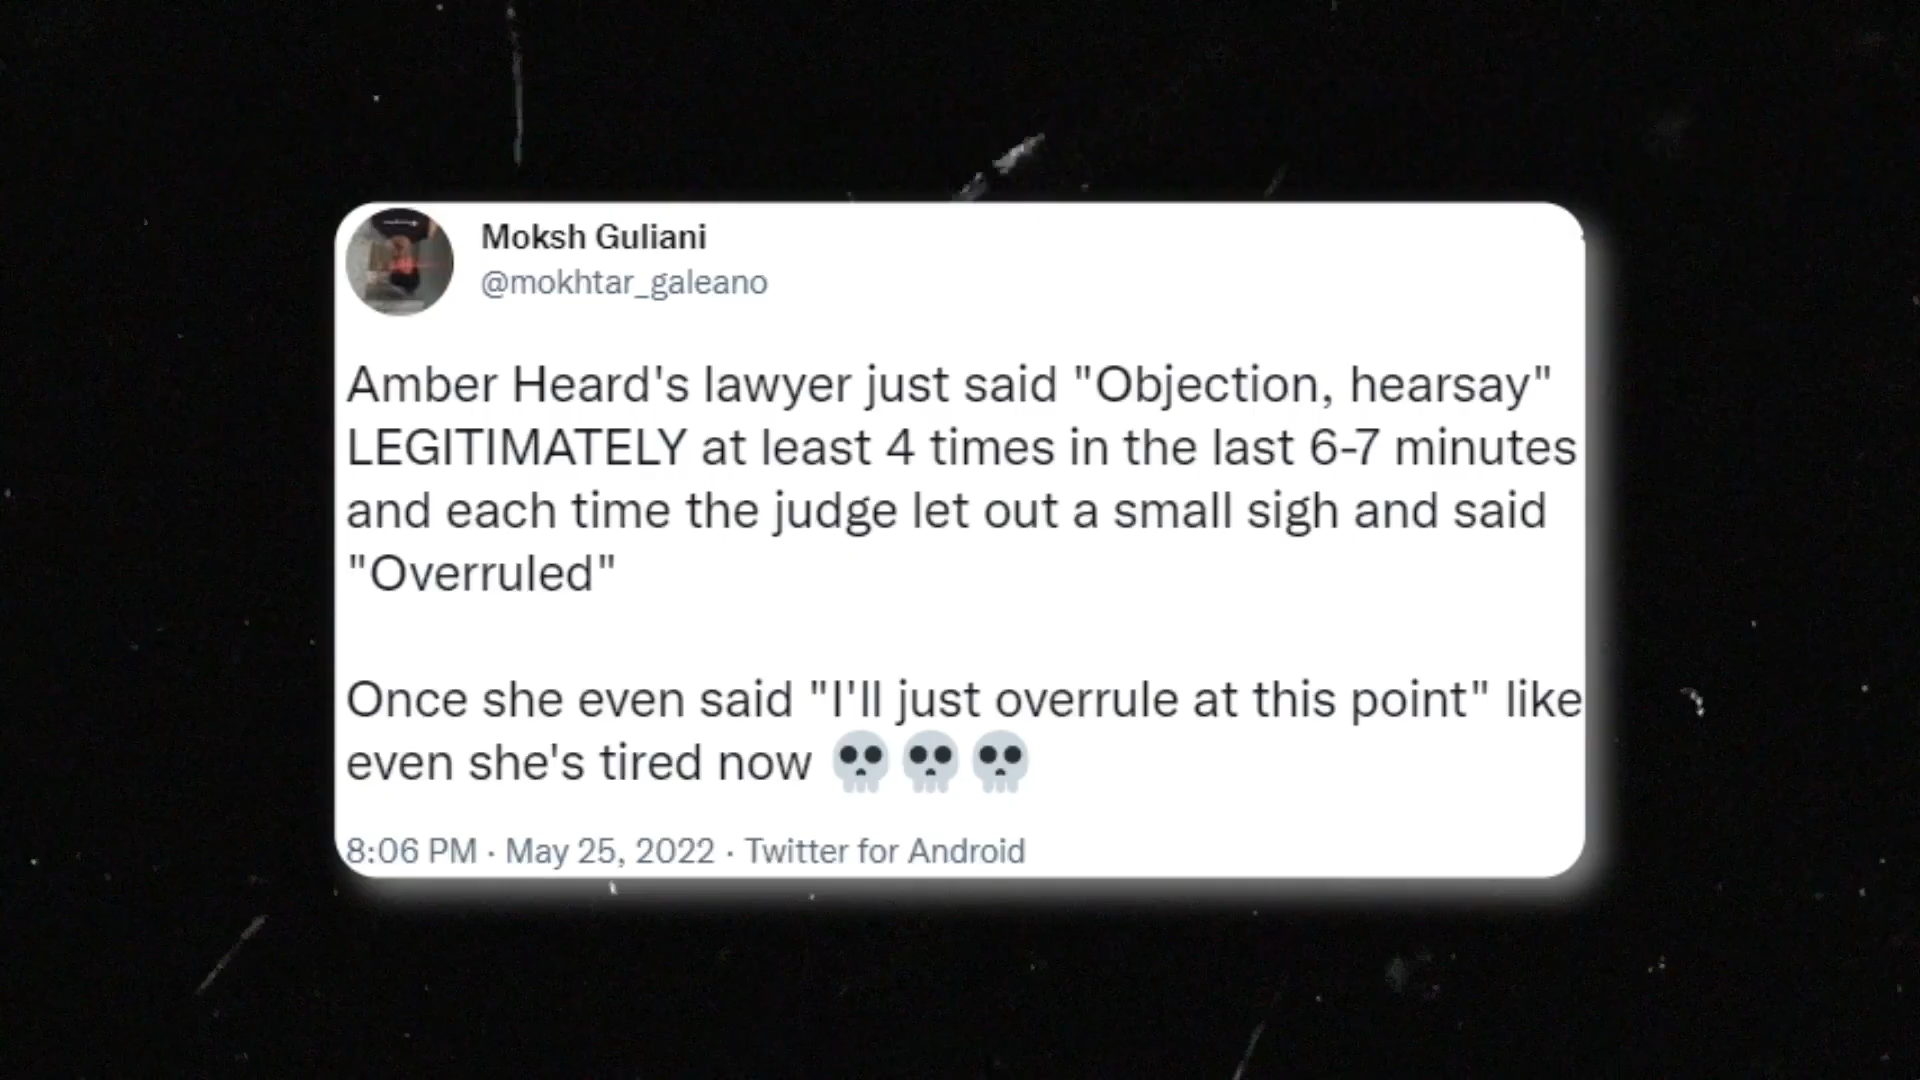 Moksh Guliani
@mokhtar_galeano
Amber Heard's lawyer just said "Objection, hearsay"
LEGITIMATELY at least 4 times in the last 6-7 minutes
and each time the judge let out a small sigh and said
"Overruled"
Once she even said "I'll just overrule at this point" like
even she's tired now 💀💀💀
8:06 PM · May 25, 2022 · Twitter for Android